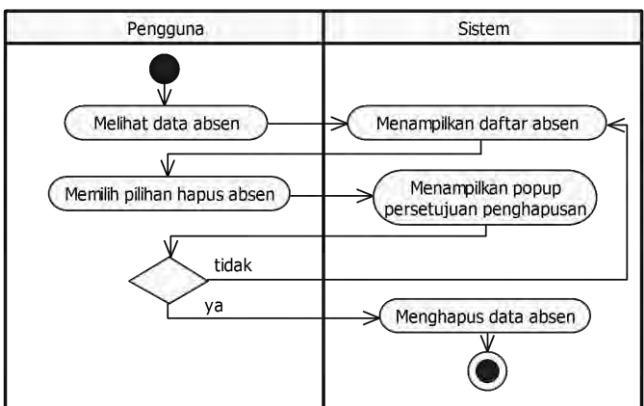 Pengguna
Sistem
Melihat data absen
Menampilkan daftar absen
Memilih pilihan hapus absen
Menampilkan popup
persetujuan penghapusan
tidak
ya
Menghapus data absen